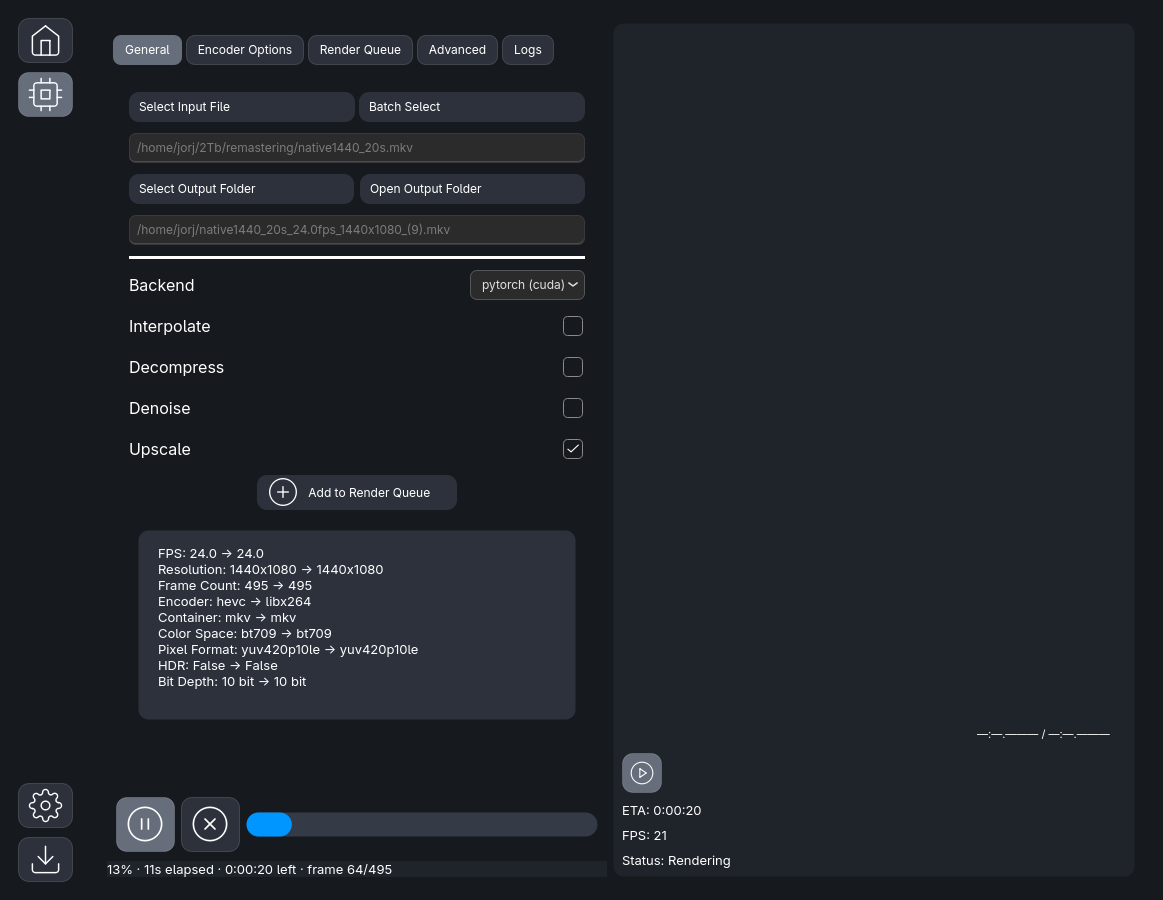 General
Encoder Options
Render Queue
Advanced
Logs
Select Input File
Batch Select
/home/jorj/2Tb/remastering/native1440_20s.mkv
Select Output Folder
Open Output Folder
/home/jorj/native1440_20s_24.0fps_1440x1080_(9).mkv
Backend
pytorch (cuda)
Interpolate
Decompress
Denoise
Upscale
Add to Render Queue
FPS: 24.0 → 24.0
Resolution: 1440x1080 → 1440x1080
Frame Count: 495 → 495
Encoder: hevc → libx264
Container: mkv → mkv
Color Space: bt709 → bt709
Pixel Format: yuv420p10le → yuv420p10le
HDR: False → False
Bit Depth: 10 bit → 10 bit
13% · 11s elapsed · 0:00:20 left · frame 64/495
—:—.——— / —:—.———
ETA: 0:00:20
FPS: 21
Status: Rendering